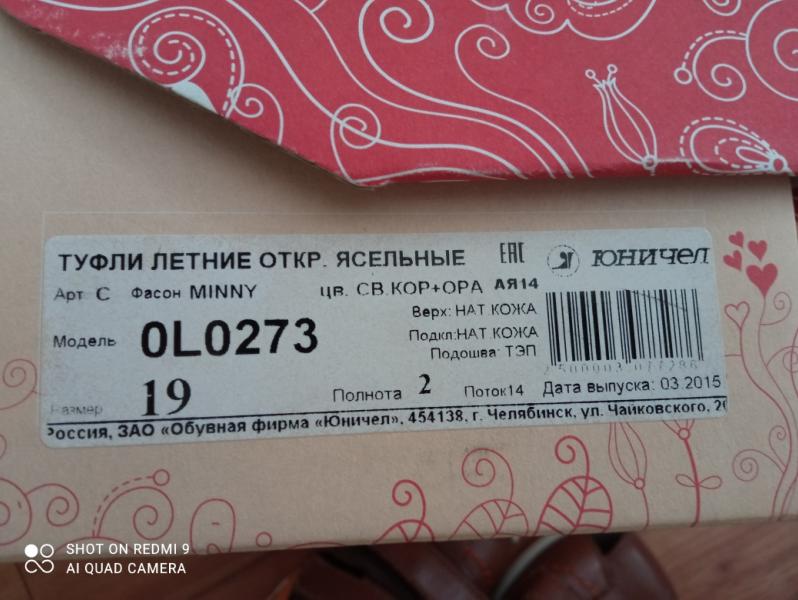 ТУФЛИ ЛЕТНИЕ ОТКР. ЯСЕЛЬНЫЕ EAC ЮНИЧЕЛ
Арт С Фасон MINNY цв. СВ.КОР+ОРА АЯ14
Верх: НАТ.КОЖА
Модель 0L0273 Подкл:НАТ.КОЖА
Подошва: ТЭП
Размер 19 Полнота 2 Поток14 Дата выпуска: 03.2015
Россия, ЗАО «Обувная фирма «Юничел», 454138, г. Челябинск, ул. Чайковского,
SHOT ON REDMI 9
AI QUAD CAMERA